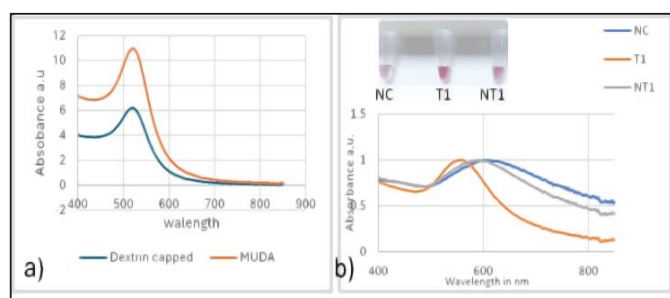 12
10
8
6
4
2
0
-2
400 500 600 700 800 900
Absobance a.u
walength
Dextrin capped MUDA
a)
NC T1 NT1
NC
T1
NT1
1.5
1
0.5
0
400 600 800
Absorbance a.u.
Wavelength in nm
b)